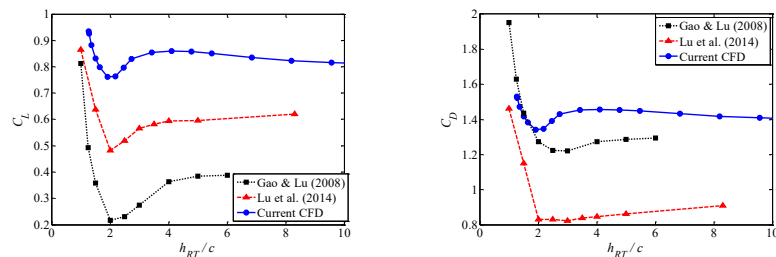 1
0.9
0.8
0.7
0.6
0.5
0.4
0.3
0.2
0 2 4 6 8 10
C_L
h_RT/c
Gao & Lu (2008)
Lu et al. (2014)
Current CFD
2
1.8
1.6
1.4
1.2
1
0.8
0 2 4 6 8 10
C_D
h_RT/c
Gao & Lu (2008)
Lu et al. (2014)
Current CFD